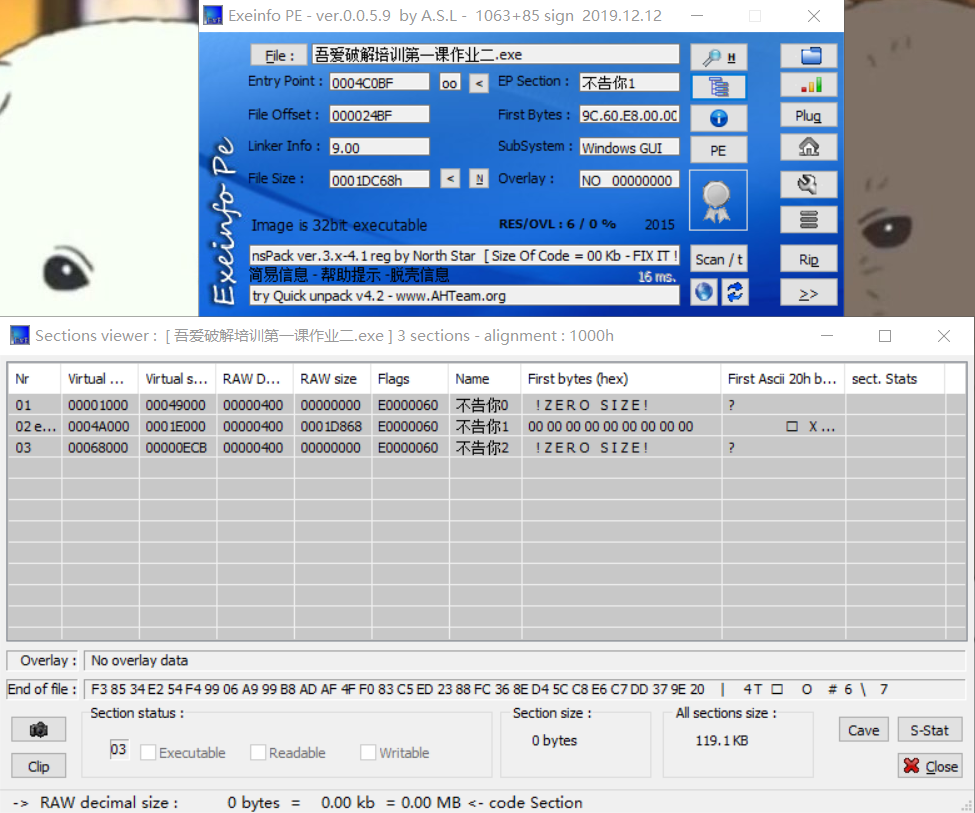 Exeinfo PE - ver.0.0.5.9 by A.S.L - 1063+85 sign 2019.12.12
File : 吾爱破解培训第一课作业二.exe H
Entry Point : 0004C0BF oo < EP Section : 不告你1
File Offset : 000024BF First Bytes : 9C.60.E8.00.00 i Plug
Linker Info : 9.00 SubSystem : Windows GUI PE
File Size : 0001DC68h < N Overlay : NO 00000000
Image is 32bit executable RES/OVL : 6 / 0 % 2015
nsPack ver.3.x-4.1 reg by North Star [ Size Of Code = 00 Kb - FIX IT ! Scan / t Rip
简易信息 - 帮助提示 -脱壳信息 16 ms.
try Quick unpack v4.2 - www.AHTeam.org >>
Exeinfo Pe
Sections viewer : [ 吾爱破解培训第一课作业二.exe ] 3 sections - alignment : 1000h
Nr Virtual ... Virtual s... RAW D... RAW size Flags Name First bytes (hex) First Ascii 20h b... sect. Stats
01 00001000 00049000 00000400 00000000 E0000060 不告你0 ! Z E R O S I Z E ! ?
02 e... 0004A000 0001E000 00000400 0001D868 E0000060 不告你1 00 00 00 00 00 00 00 00 00 00 □ X ...
03 00068000 00000ECB 00000400 00000000 E0000060 不告你2 ! Z E R O S I Z E ! ?
Overlay : No overlay data
End of file : F3 85 34 E2 54 F4 99 06 A9 99 B8 AD AF 4F F0 83 C5 ED 23 88 FC 36 8E D4 5C C8 E6 C7 DD 37 9E 20 | 4 T □ O # 6 \ 7
Section status : Section size : All sections size :
03 Executable Readable Writable 0 bytes 119.1 KB Cave S-Stat
Clip Close
-> RAW decimal size : 0 bytes = 0.00 kb = 0.00 MB <- code Section